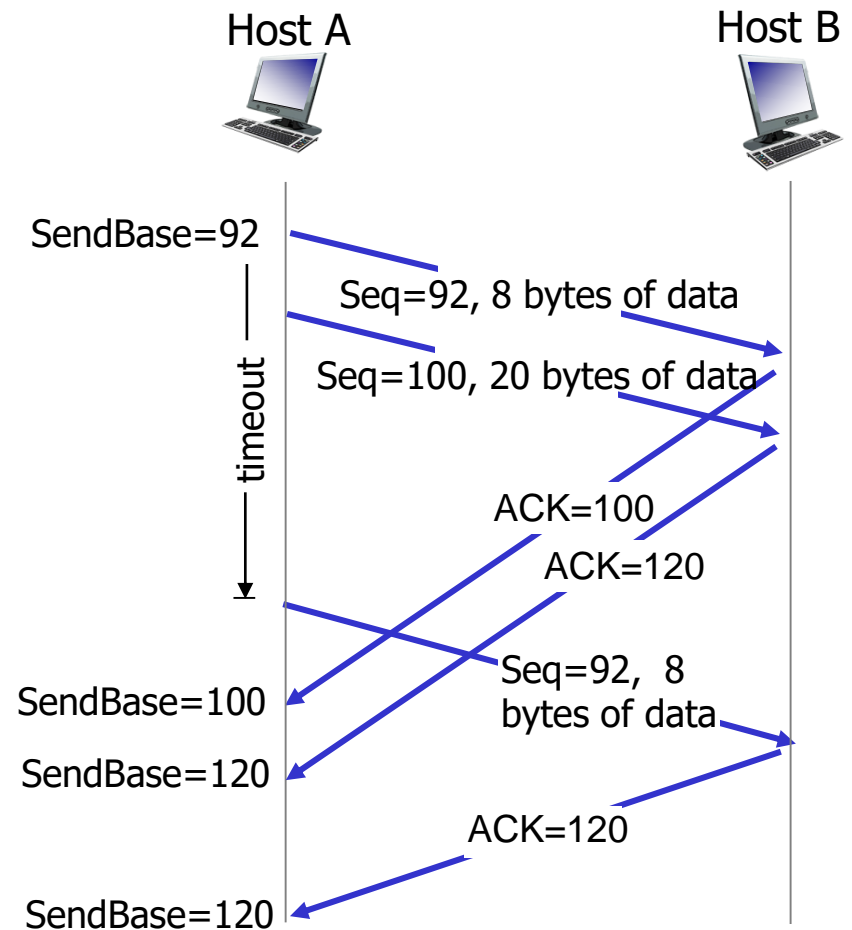 Host A
Host B
SendBase=92
Seq=92, 8 bytes of data
Seq=100, 20 bytes of data
timeout
ACK=100
ACK=120
Seq=92, 8
bytes of data
SendBase=100
SendBase=120
ACK=120
SendBase=120